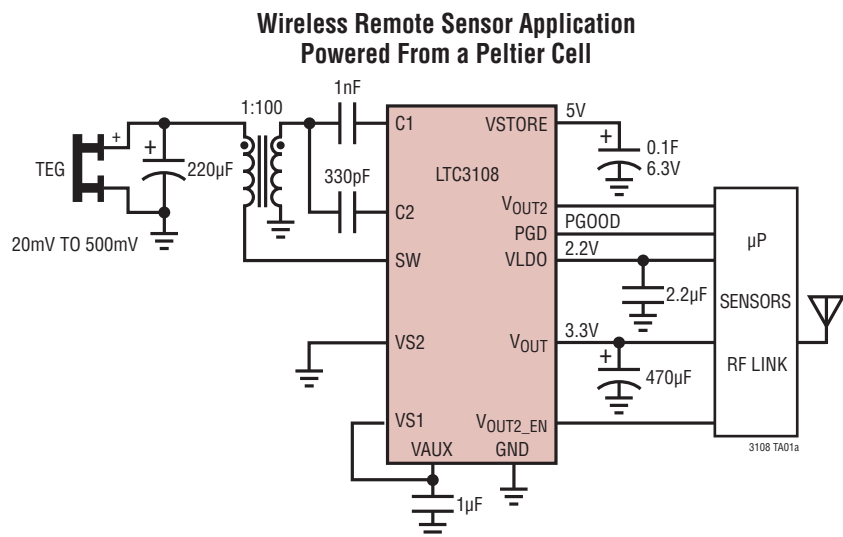 Wireless Remote Sensor Application
Powered From a Peltier Cell
TEG
+
20mV TO 500mV
+
220µF
1:100
1nF
330pF
C1
C2
SW
VS2
VS1
VAUX
GND
LTC3108
VSTORE
VOUT2
PGD
VLDO
VOUT
VOUT2_EN
1µF
5V
+
0.1F
6.3V
PGOOD
2.2V
2.2µF
3.3V
+
470µF
µP
SENSORS
RF LINK
3108 TA01a